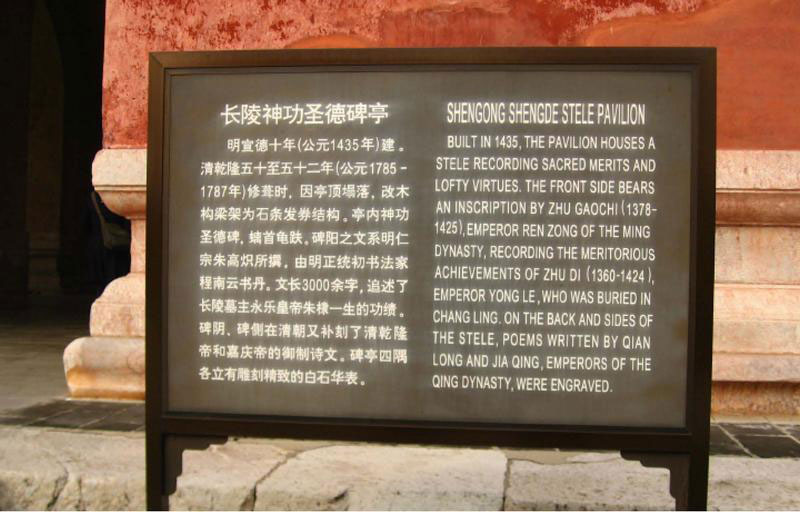 长陵神功圣德碑亭
明宣德十年(公元1435年)建。
清乾隆五十至五十二年(公元1785-
1787年)修葺时，因亭顶塌落，改木
构梁架为石条发券结构。亭内神功
圣德碑，螭首龟趺。碑阳之文系明仁
宗朱高炽所撰，由明正统初书法家
程南云书丹。文长3000余字，追述了
长陵墓主永乐皇帝朱棣一生的功绩。
碑阴、碑侧在清朝又补刻了清乾隆
帝和嘉庆帝的御制诗文。碑亭四隅
各立有雕刻精致的白石华表。
SHENGONG SHENGDE STELE PAVILION
BUILT IN 1435, THE PAVILION HOUSES A
STELE RECORDING SACRED MERITS AND
LOFTY VIRTUES. THE FRONT SIDE BEARS
AN INSCRIPTION BY ZHU GAOCHI (1378-
1425), EMPEROR REN ZONG OF THE MING
DYNASTY, RECORDING THE MERITORIOUS
ACHIEVEMENTS OF ZHU DI (1360-1424),
EMPEROR YONG LE, WHO WAS BURIED IN
CHANG LING. ON THE BACK AND SIDES OF
THE STELE, POEMS WRITTEN BY QIAN
LONG AND JIA QING, EMPERORS OF THE
QING DYNASTY, WERE ENGRAVED.